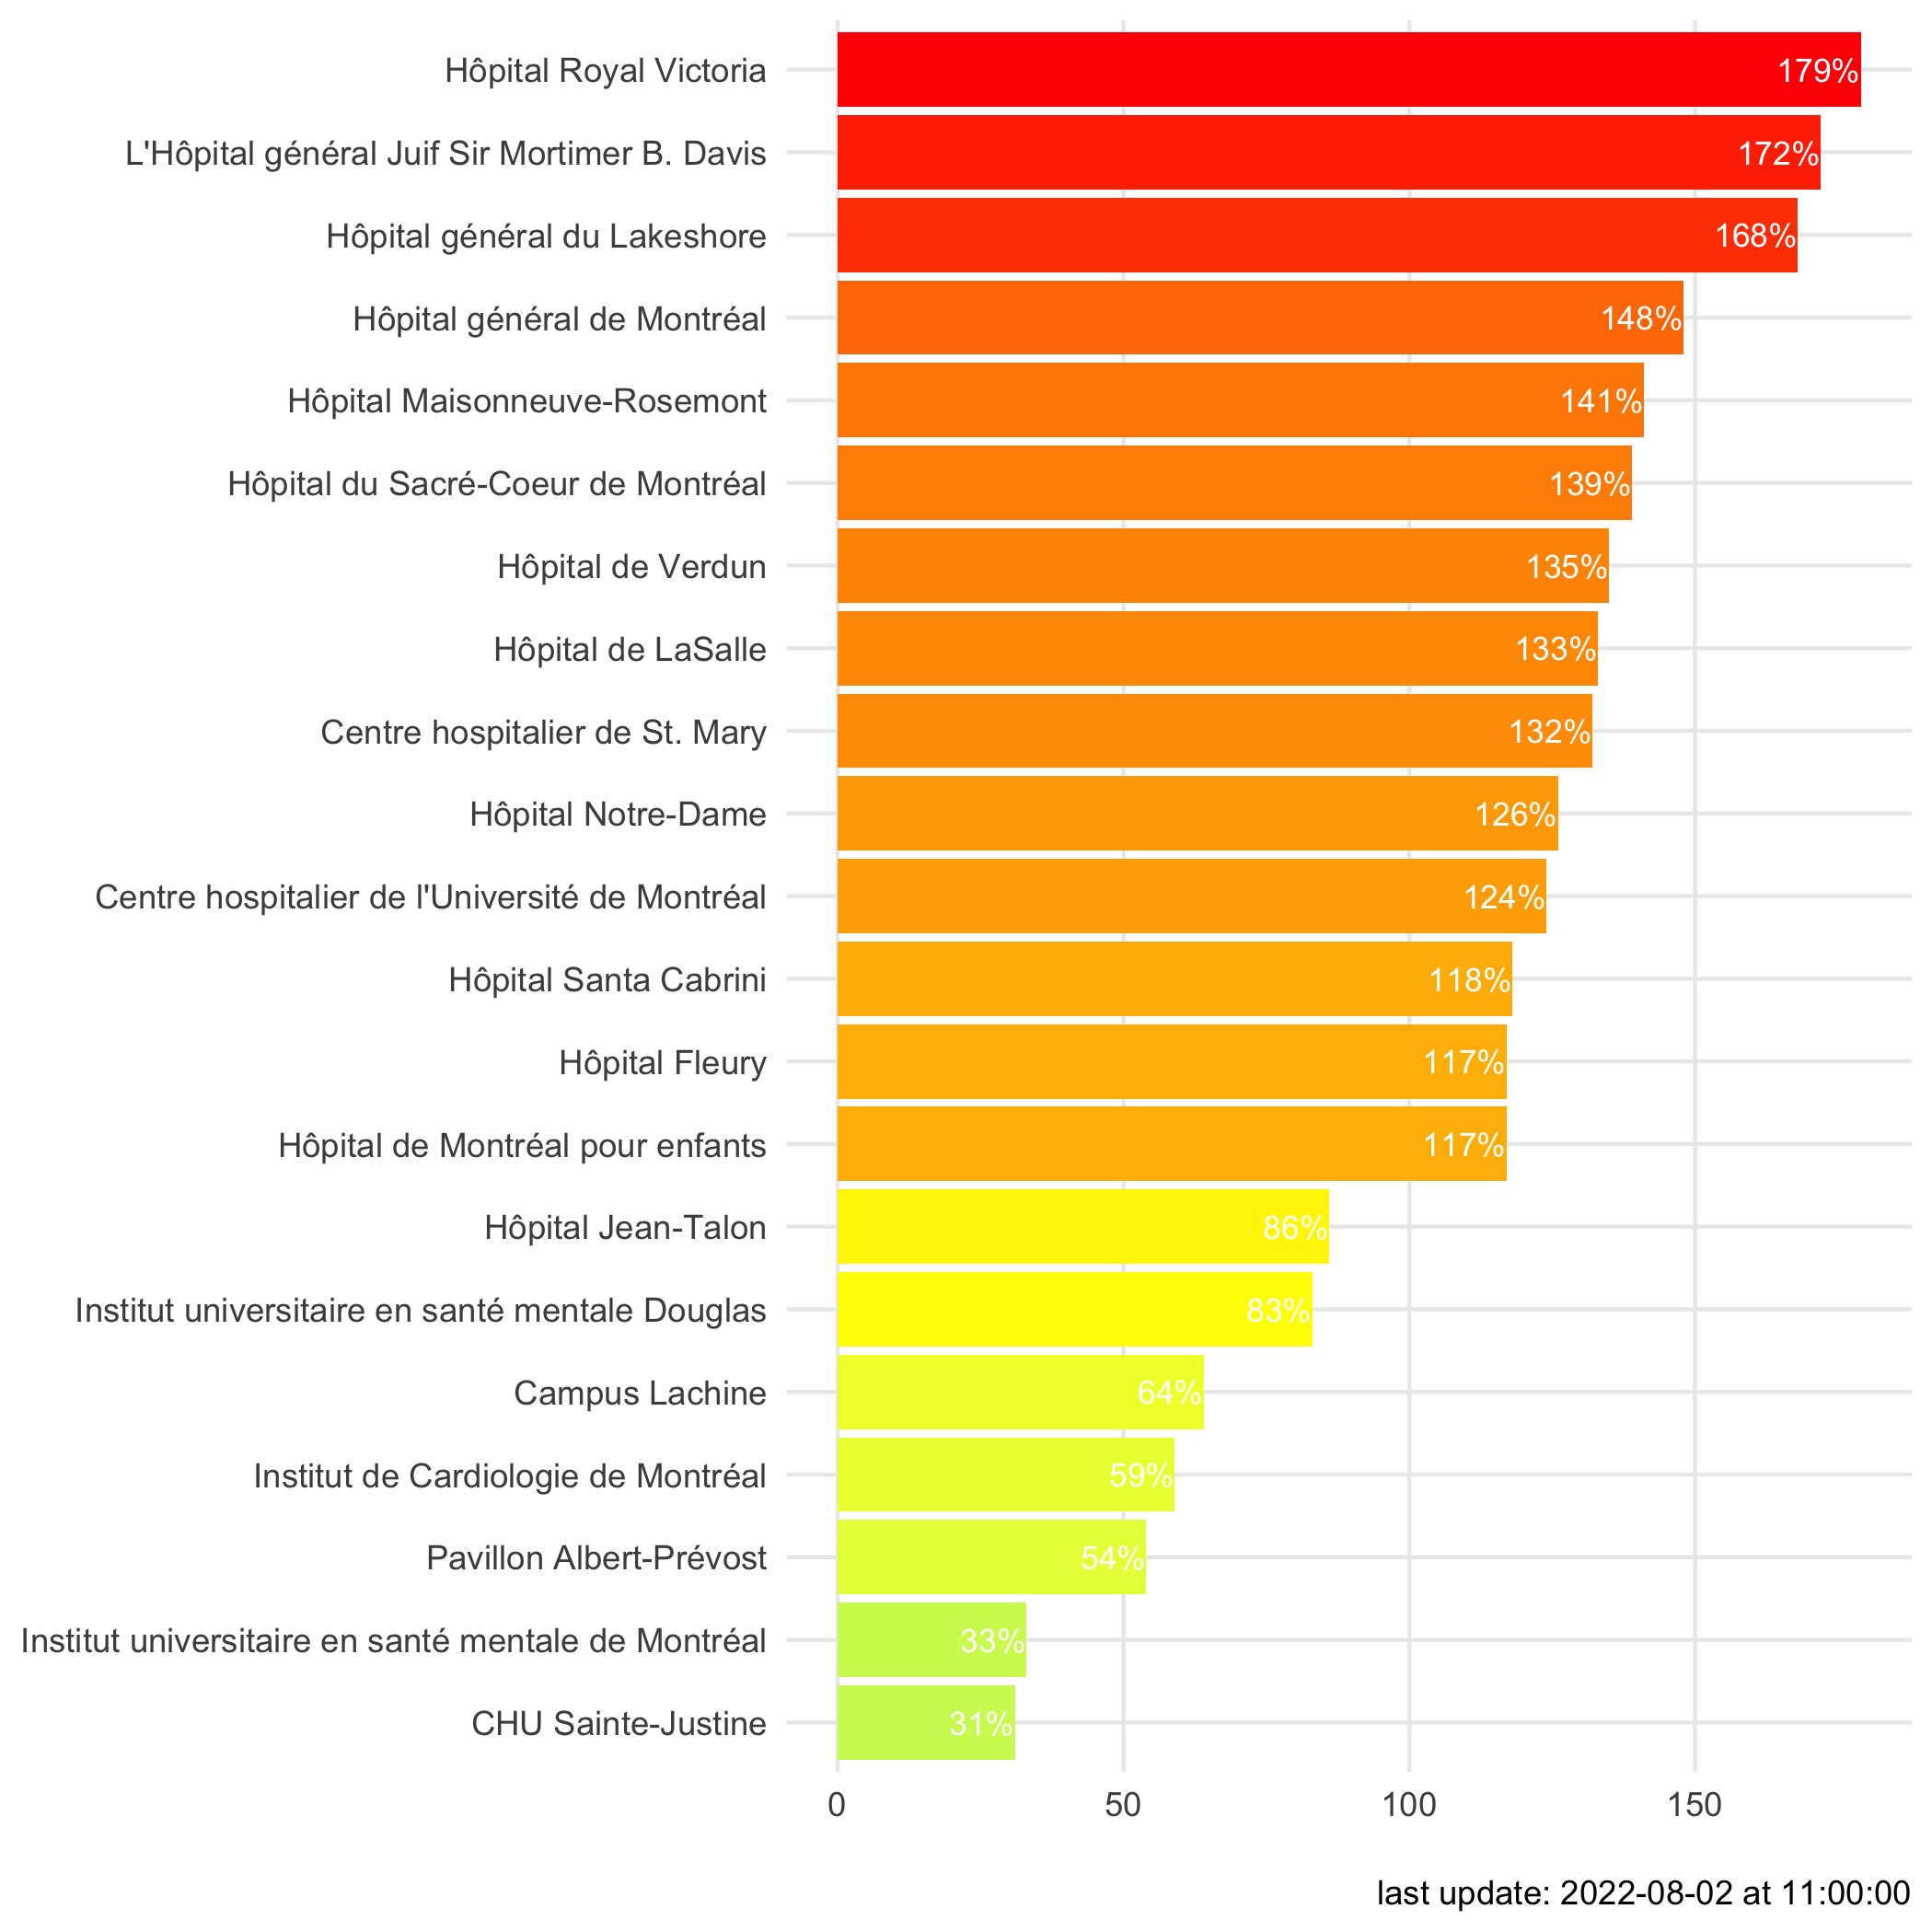 Hôpital Royal Victoria 179%
L'Hôpital général Juif Sir Mortimer B. Davis 172%
Hôpital général du Lakeshore 168%
Hôpital général de Montréal 148%
Hôpital Maisonneuve-Rosemont 141%
Hôpital du Sacré-Coeur de Montréal 139%
Hôpital de Verdun 135%
Hôpital de LaSalle 133%
Centre hospitalier de St. Mary 132%
Hôpital Notre-Dame 126%
Centre hospitalier de l'Université de Montréal 124%
Hôpital Santa Cabrini 118%
Hôpital Fleury 117%
Hôpital de Montréal pour enfants 117%
Hôpital Jean-Talon 86%
Institut universitaire en santé mentale Douglas 83%
Campus Lachine 64%
Institut de Cardiologie de Montréal 59%
Pavillon Albert-Prévost 54%
Institut universitaire en santé mentale de Montréal 33%
CHU Sainte-Justine 31%
0 50 100 150
last update: 2022-08-02 at 11:00:00